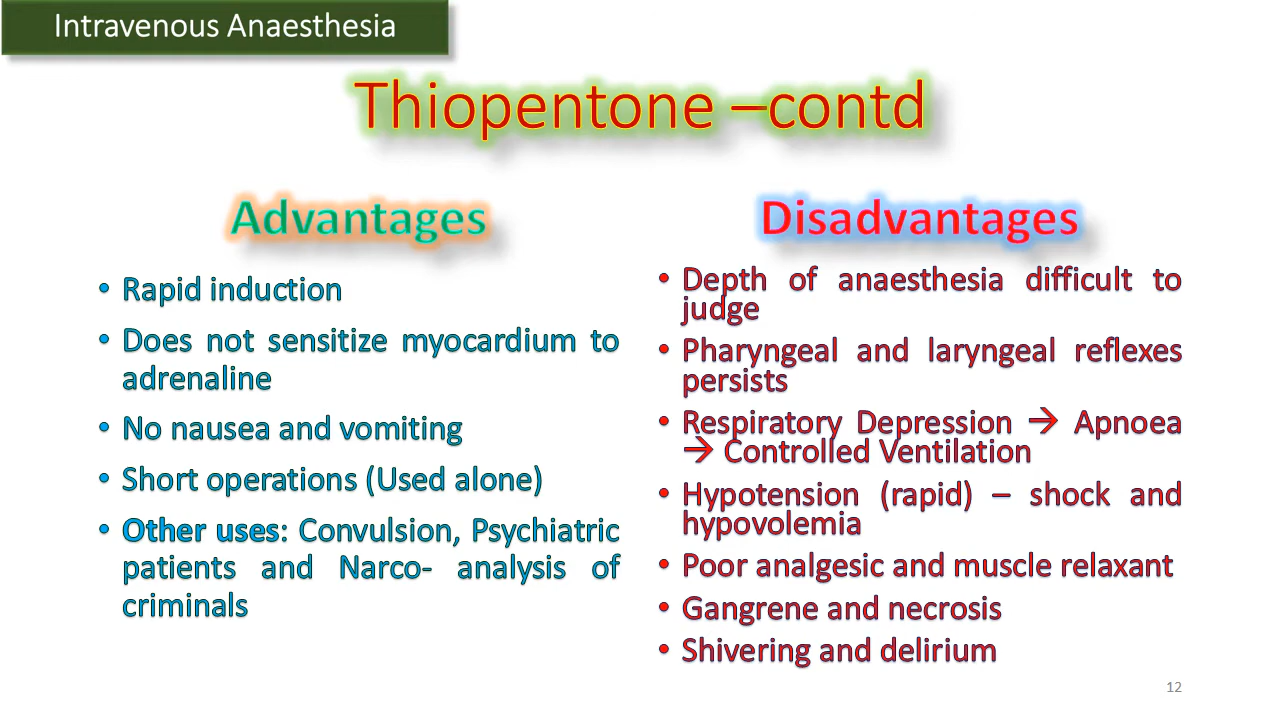 Intravenous Anaesthesia
Thiopentone –contd
Advantages
• Rapid induction
• Does not sensitize myocardium to
adrenaline
• No nausea and vomiting
• Short operations (Used alone)
• Other uses: Convulsion, Psychiatric
patients and Narco- analysis of
criminals
Disadvantages
• Depth of anaesthesia difficult to
judge
• Pharyngeal and laryngeal reflexes
persists
• Respiratory Depression → Apnoea
→ Controlled Ventilation
• Hypotension (rapid) – shock and
hypovolemia
• Poor analgesic and muscle relaxant
• Gangrene and necrosis
• Shivering and delirium
12